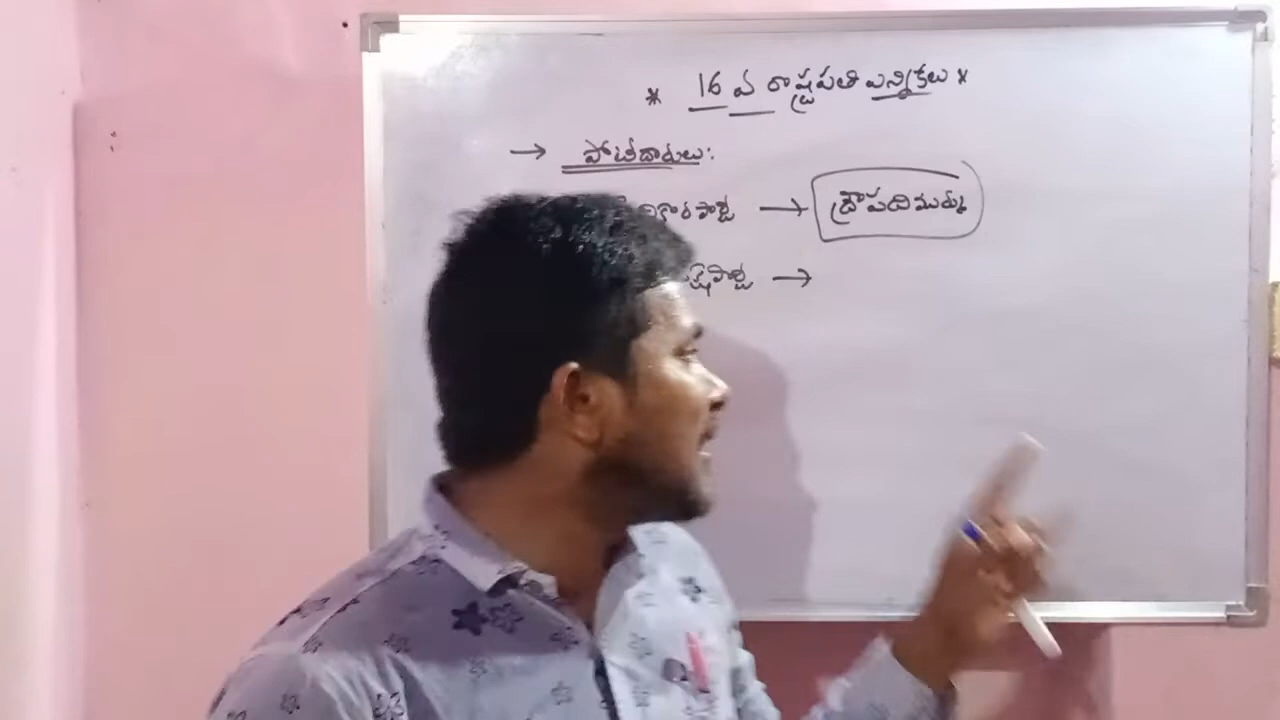 * 16 వ రాష్ట్రపతి ఎన్నికలు *
→ పోటీదారులు:
→ ద్రౌపది ముర్ము
→